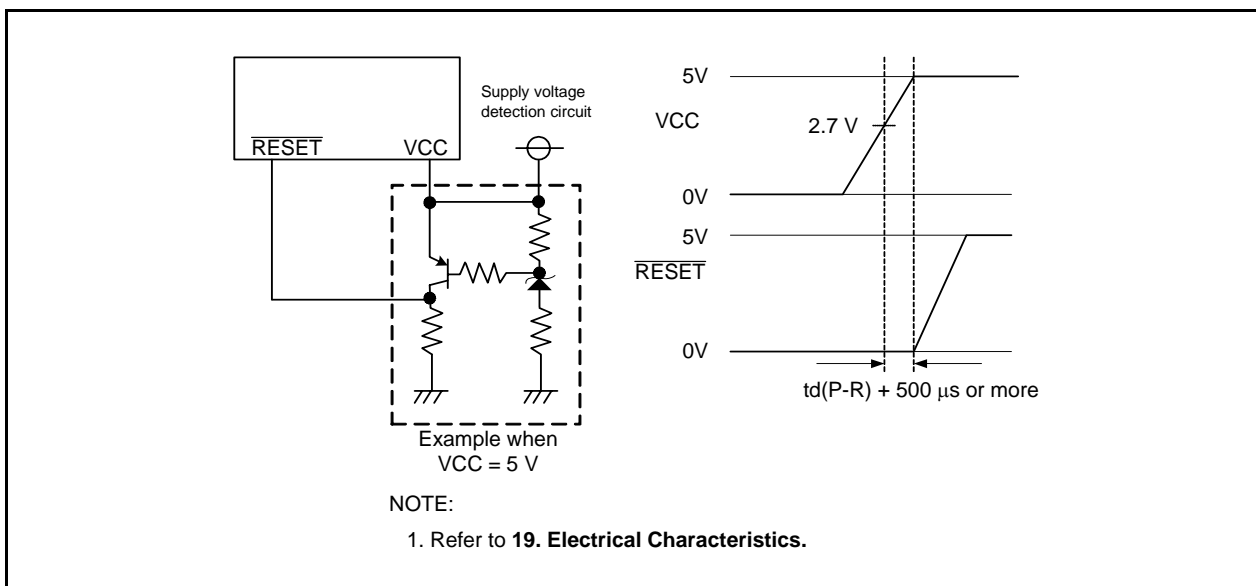 RESET
VCC
Supply voltage
detection circuit
Example when
VCC = 5 V
5V
VCC
2.7 V
0V
5V
RESET
0V
td(P-R) + 500 μs or more
NOTE:
1. Refer to 19. Electrical Characteristics.